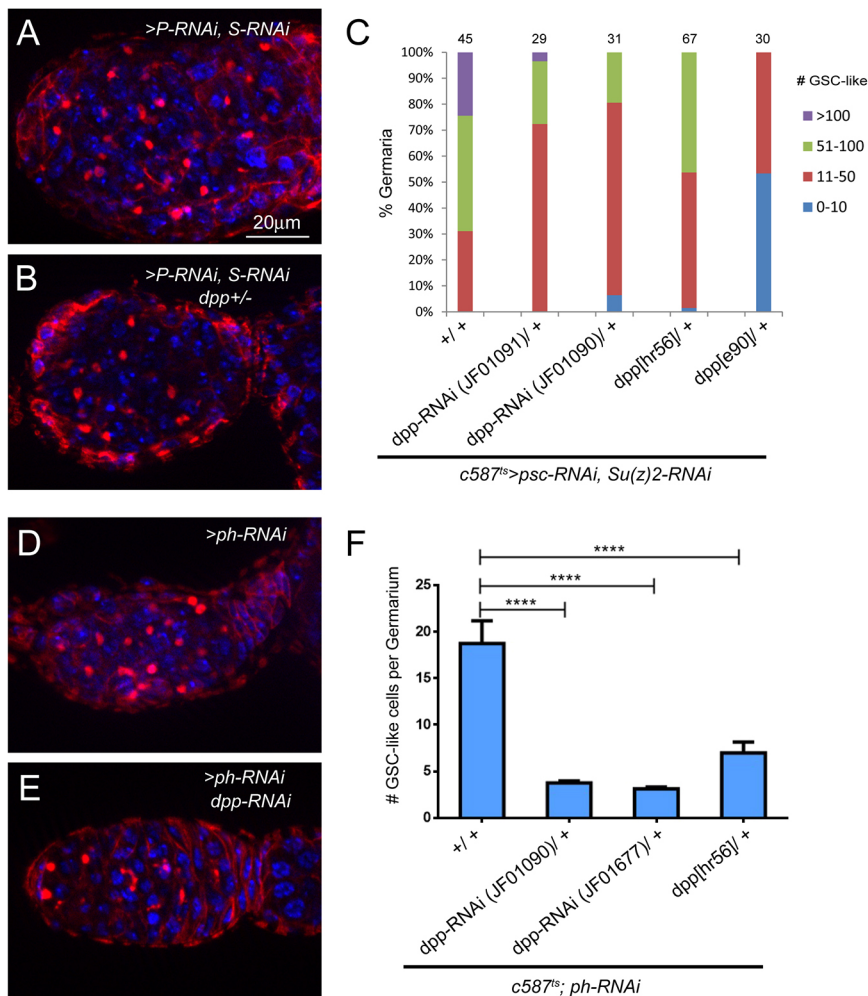 A
>P-RNAi, S-RNAi
20µm
B
>P-RNAi, S-RNAi
dpp+/-
C
45 29 31 67 30
100%
90%
80%
70%
60%
50%
40%
30%
20%
10%
0%
% Germaria
# GSC-like
>100
51-100
11-50
0-10
+/ +
dpp-RNAi (JF01091)/ +
dpp-RNAi (JF01090)/ +
dpp[hr56]/ +
dpp[e90]/ +
c587ts>psc-RNAi, Su(z)2-RNAi
D
>ph-RNAi
E
>ph-RNAi
dpp-RNAi
F
****
****
****
25
20
15
10
5
0
# GSC-like cells per Germarium
+/ +
dpp-RNAi (JF01090)/ +
dpp-RNAi (JF01677)/ +
dpp[hr56]/ +
c587ts; ph-RNAi